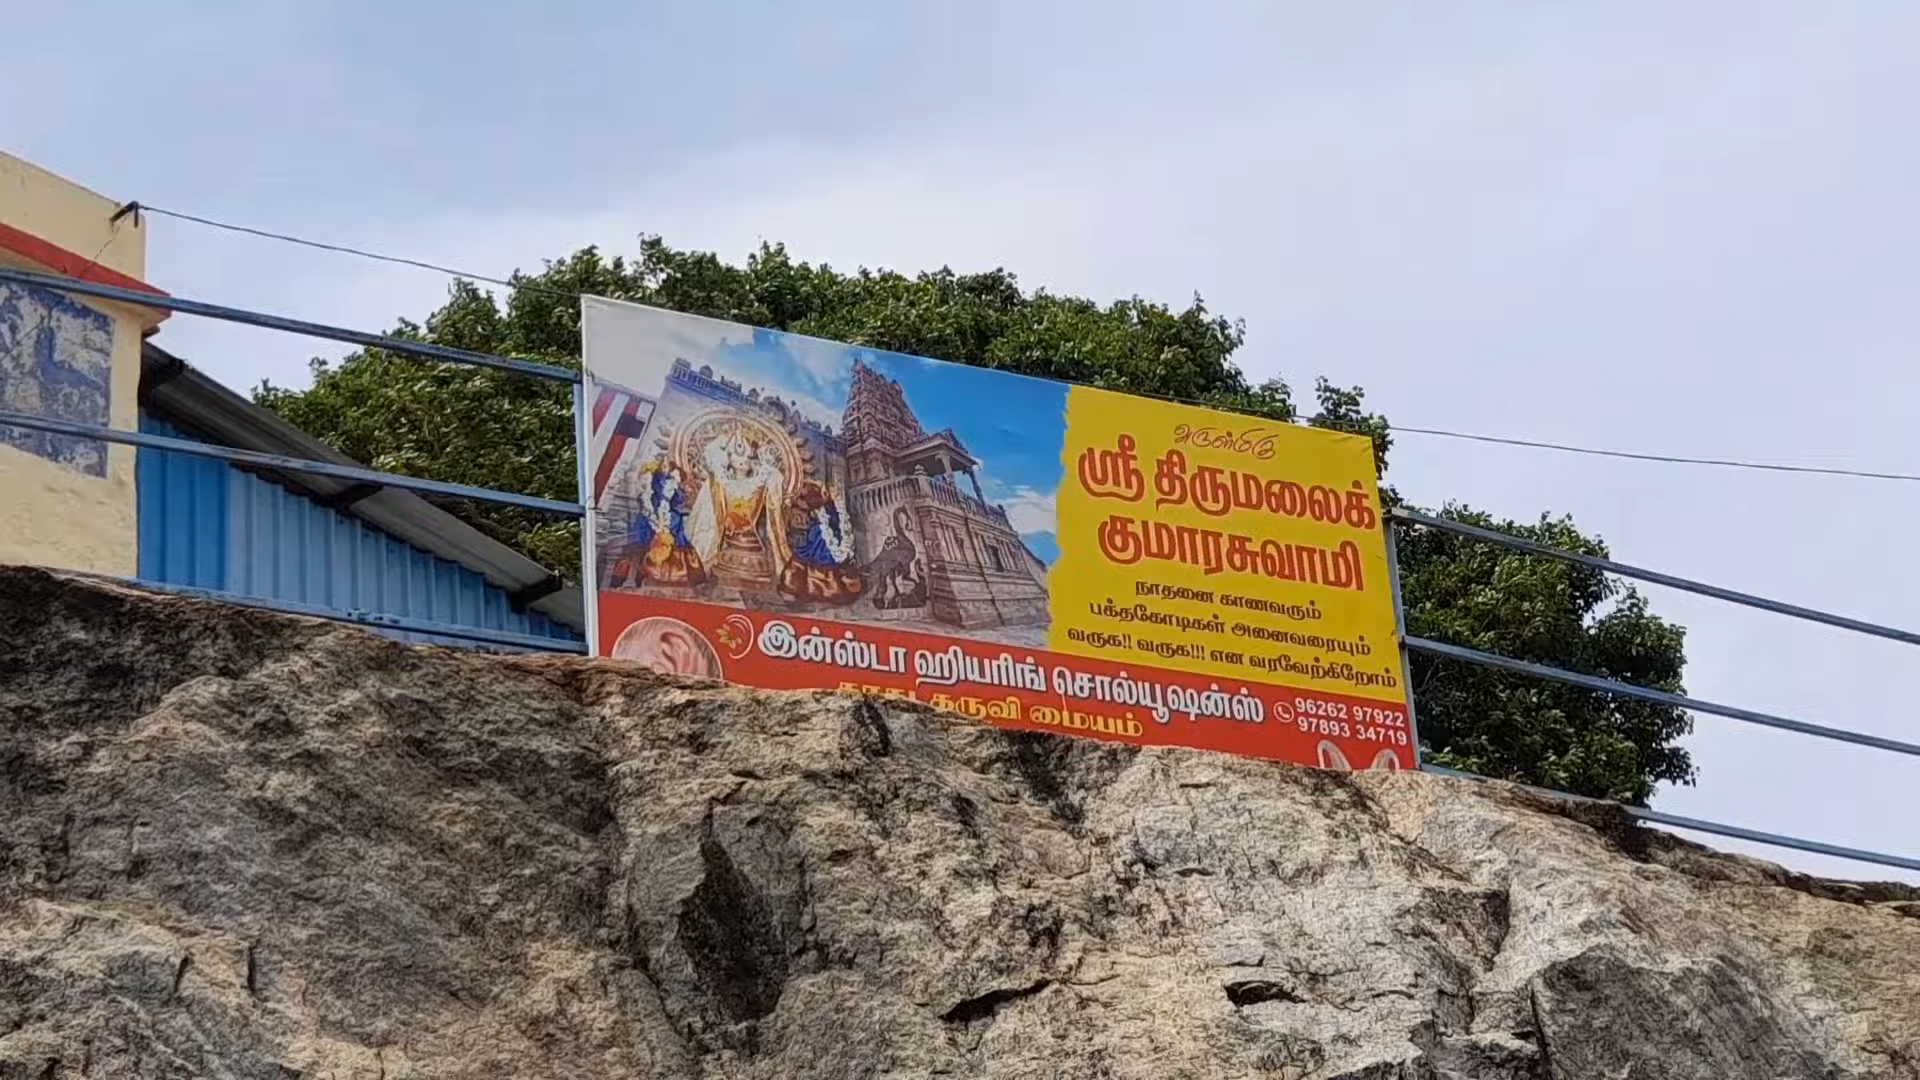 அருள்மிகு
ஸ்ரீ திருமலைக்
குமாரசுவாமி
நாதனை காணவரும்
பக்தகோடிகள் அனைவரையும்
வருக!! வருக!!! என வரவேற்கிறோம்
இன்ஸ்டா ஹியரிங் சொல்யூஷன்ஸ்
காது கருவி மையம்
96262 97922
97893 34719